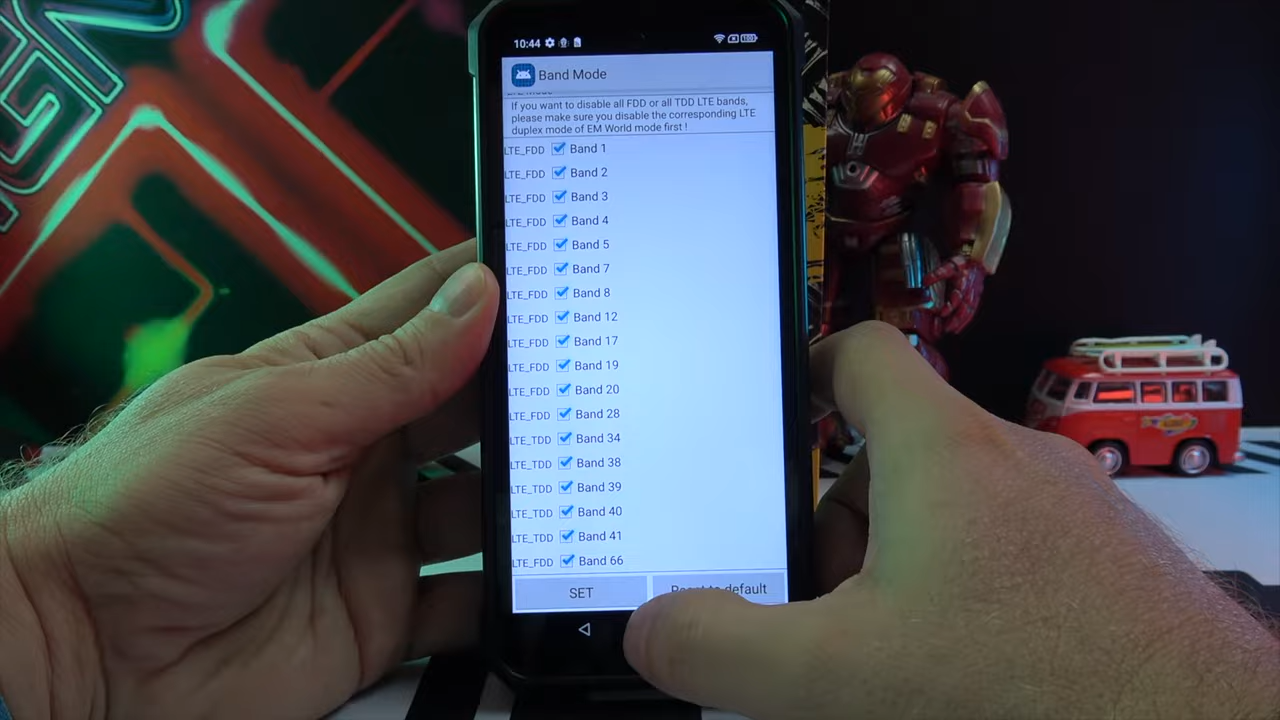 10:44
100
Band Mode
If you want to disable all FDD or all TDD LTE bands,
please make sure you disable the corresponding LTE
duplex mode of EM World mode first !
LTE_FDD Band 1
LTE_FDD Band 2
LTE_FDD Band 3
LTE_FDD Band 4
LTE_FDD Band 5
LTE_FDD Band 7
LTE_FDD Band 8
LTE_FDD Band 12
LTE_FDD Band 17
LTE_FDD Band 19
LTE_FDD Band 20
LTE_FDD Band 28
LTE_TDD Band 34
LTE_TDD Band 38
LTE_TDD Band 39
LTE_TDD Band 40
LTE_TDD Band 41
LTE_FDD Band 66
SET
Reset to default